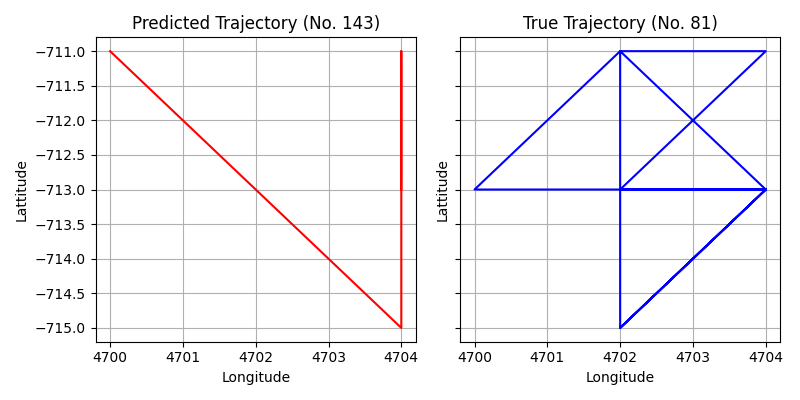 Predicted Trajectory (No. 143)
True Trajectory (No. 81)
Lattitude
−711.0
−711.5
−712.0
−712.5
−713.0
−713.5
−714.0
−714.5
−715.0
4700 4701 4702 4703 4704
Longitude
Lattitude
4700 4701 4702 4703 4704
Longitude